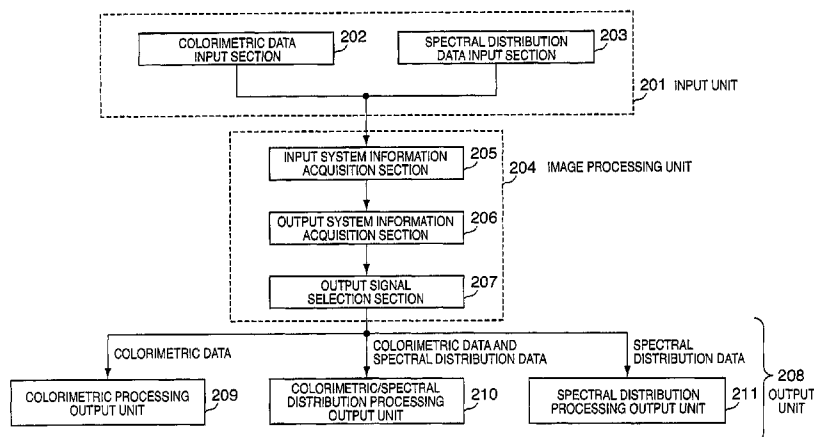 COLORIMETRIC DATA
INPUT SECTION
202
SPECTRAL DISTRIBUTION
DATA INPUT SECTION
203
201 INPUT UNIT
INPUT SYSTEM INFORMATION
ACQUISITION SECTION
205
204 IMAGE PROCESSING UNIT
OUTPUT SYSTEM INFORMATION
ACQUISITION SECTION
206
OUTPUT SIGNAL
SELECTION SECTION
207
COLORIMETRIC DATA
COLORIMETRIC DATA AND
SPECTRAL DISTRIBUTION DATA
SPECTRAL
DISTRIBUTION DATA
COLORIMETRIC PROCESSING
OUTPUT UNIT
209
COLORIMETRIC/SPECTRAL
DISTRIBUTION PROCESSING
OUTPUT UNIT
210
SPECTRAL DISTRIBUTION
PROCESSING OUTPUT UNIT
211
208
OUTPUT
UNIT